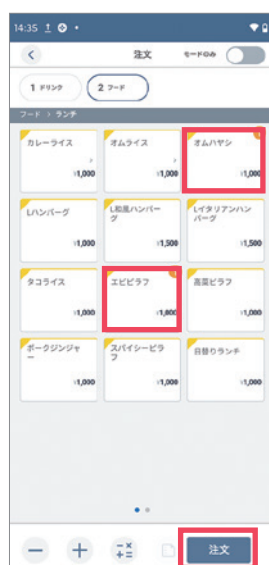 14:35
注文
モードのみ
1 ドリンク
2 フード
フード > ランチ
カレーライス
¥1,000
オムライス
¥1,000
オムハヤシ
¥1,000
Lハンバーグ
¥1,000
L和風ハンバー
グ
¥1,500
Lイタリアンハン
バーグ
¥1,500
タコライス
¥1,000
エビピラフ
¥1,000
高菜ピラフ
¥1,000
ポークジンジャ
ー
¥1,000
スパイシーピラ
フ
¥1,000
日替りランチ
¥1,000
注文